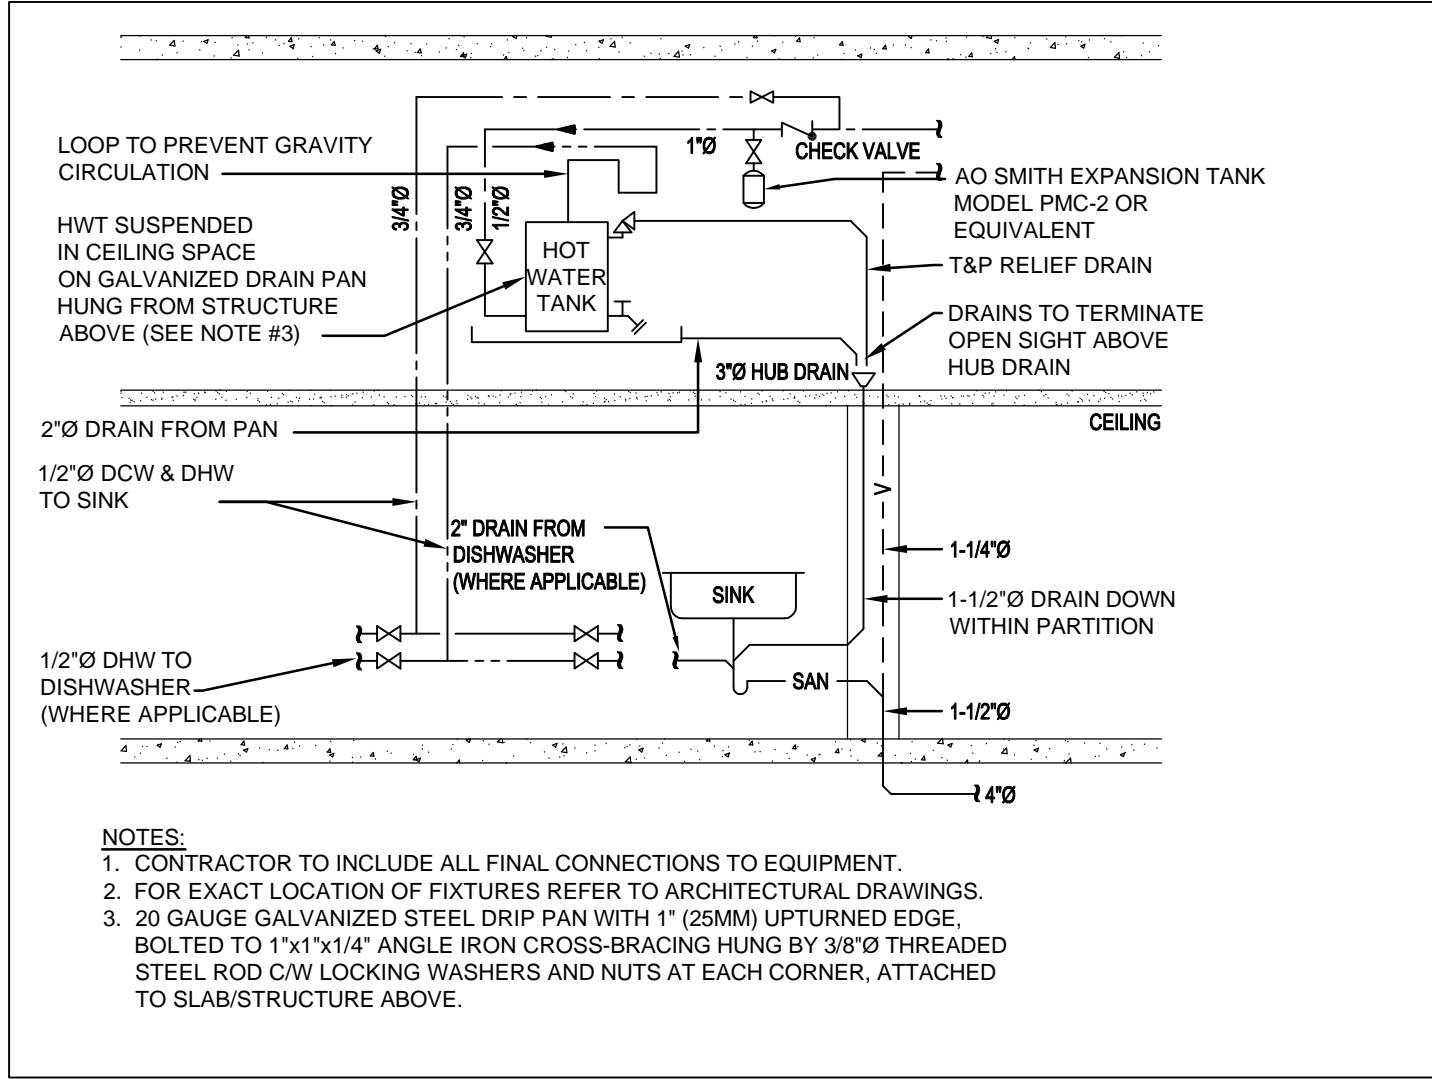 LOOP TO PREVENT GRAVITY
CIRCULATION
HWT SUSPENDED
IN CEILING SPACE
ON GALVANIZED DRAIN PAN
HUNG FROM STRUCTURE
ABOVE (SEE NOTE #3)
3/4"Ø
3/4"Ø
1/2"Ø
1"Ø
CHECK VALVE
AO SMITH EXPANSION TANK
MODEL PMC-2 OR
EQUIVALENT
HOT
WATER
TANK
T&P RELIEF DRAIN
DRAINS TO TERMINATE
OPEN SIGHT ABOVE
HUB DRAIN
3"Ø HUB DRAIN
CEILING
2"Ø DRAIN FROM PAN
1/2"Ø DCW & DHW
TO SINK
2" DRAIN FROM
DISHWASHER
(WHERE APPLICABLE)
SINK
V
1-1/4"Ø
1-1/2"Ø DRAIN DOWN
WITHIN PARTITION
1/2"Ø DHW TO
DISHWASHER
(WHERE APPLICABLE)
SAN
1-1/2"Ø
4"Ø
NOTES:
1. CONTRACTOR TO INCLUDE ALL FINAL CONNECTIONS TO EQUIPMENT.
2. FOR EXACT LOCATION OF FIXTURES REFER TO ARCHITECTURAL DRAWINGS.
3. 20 GAUGE GALVANIZED STEEL DRIP PAN WITH 1" (25MM) UPTURNED EDGE,
BOLTED TO 1"x1"x1/4" ANGLE IRON CROSS-BRACING HUNG BY 3/8"Ø THREADED
STEEL ROD C/W LOCKING WASHERS AND NUTS AT EACH CORNER, ATTACHED
TO SLAB/STRUCTURE ABOVE.